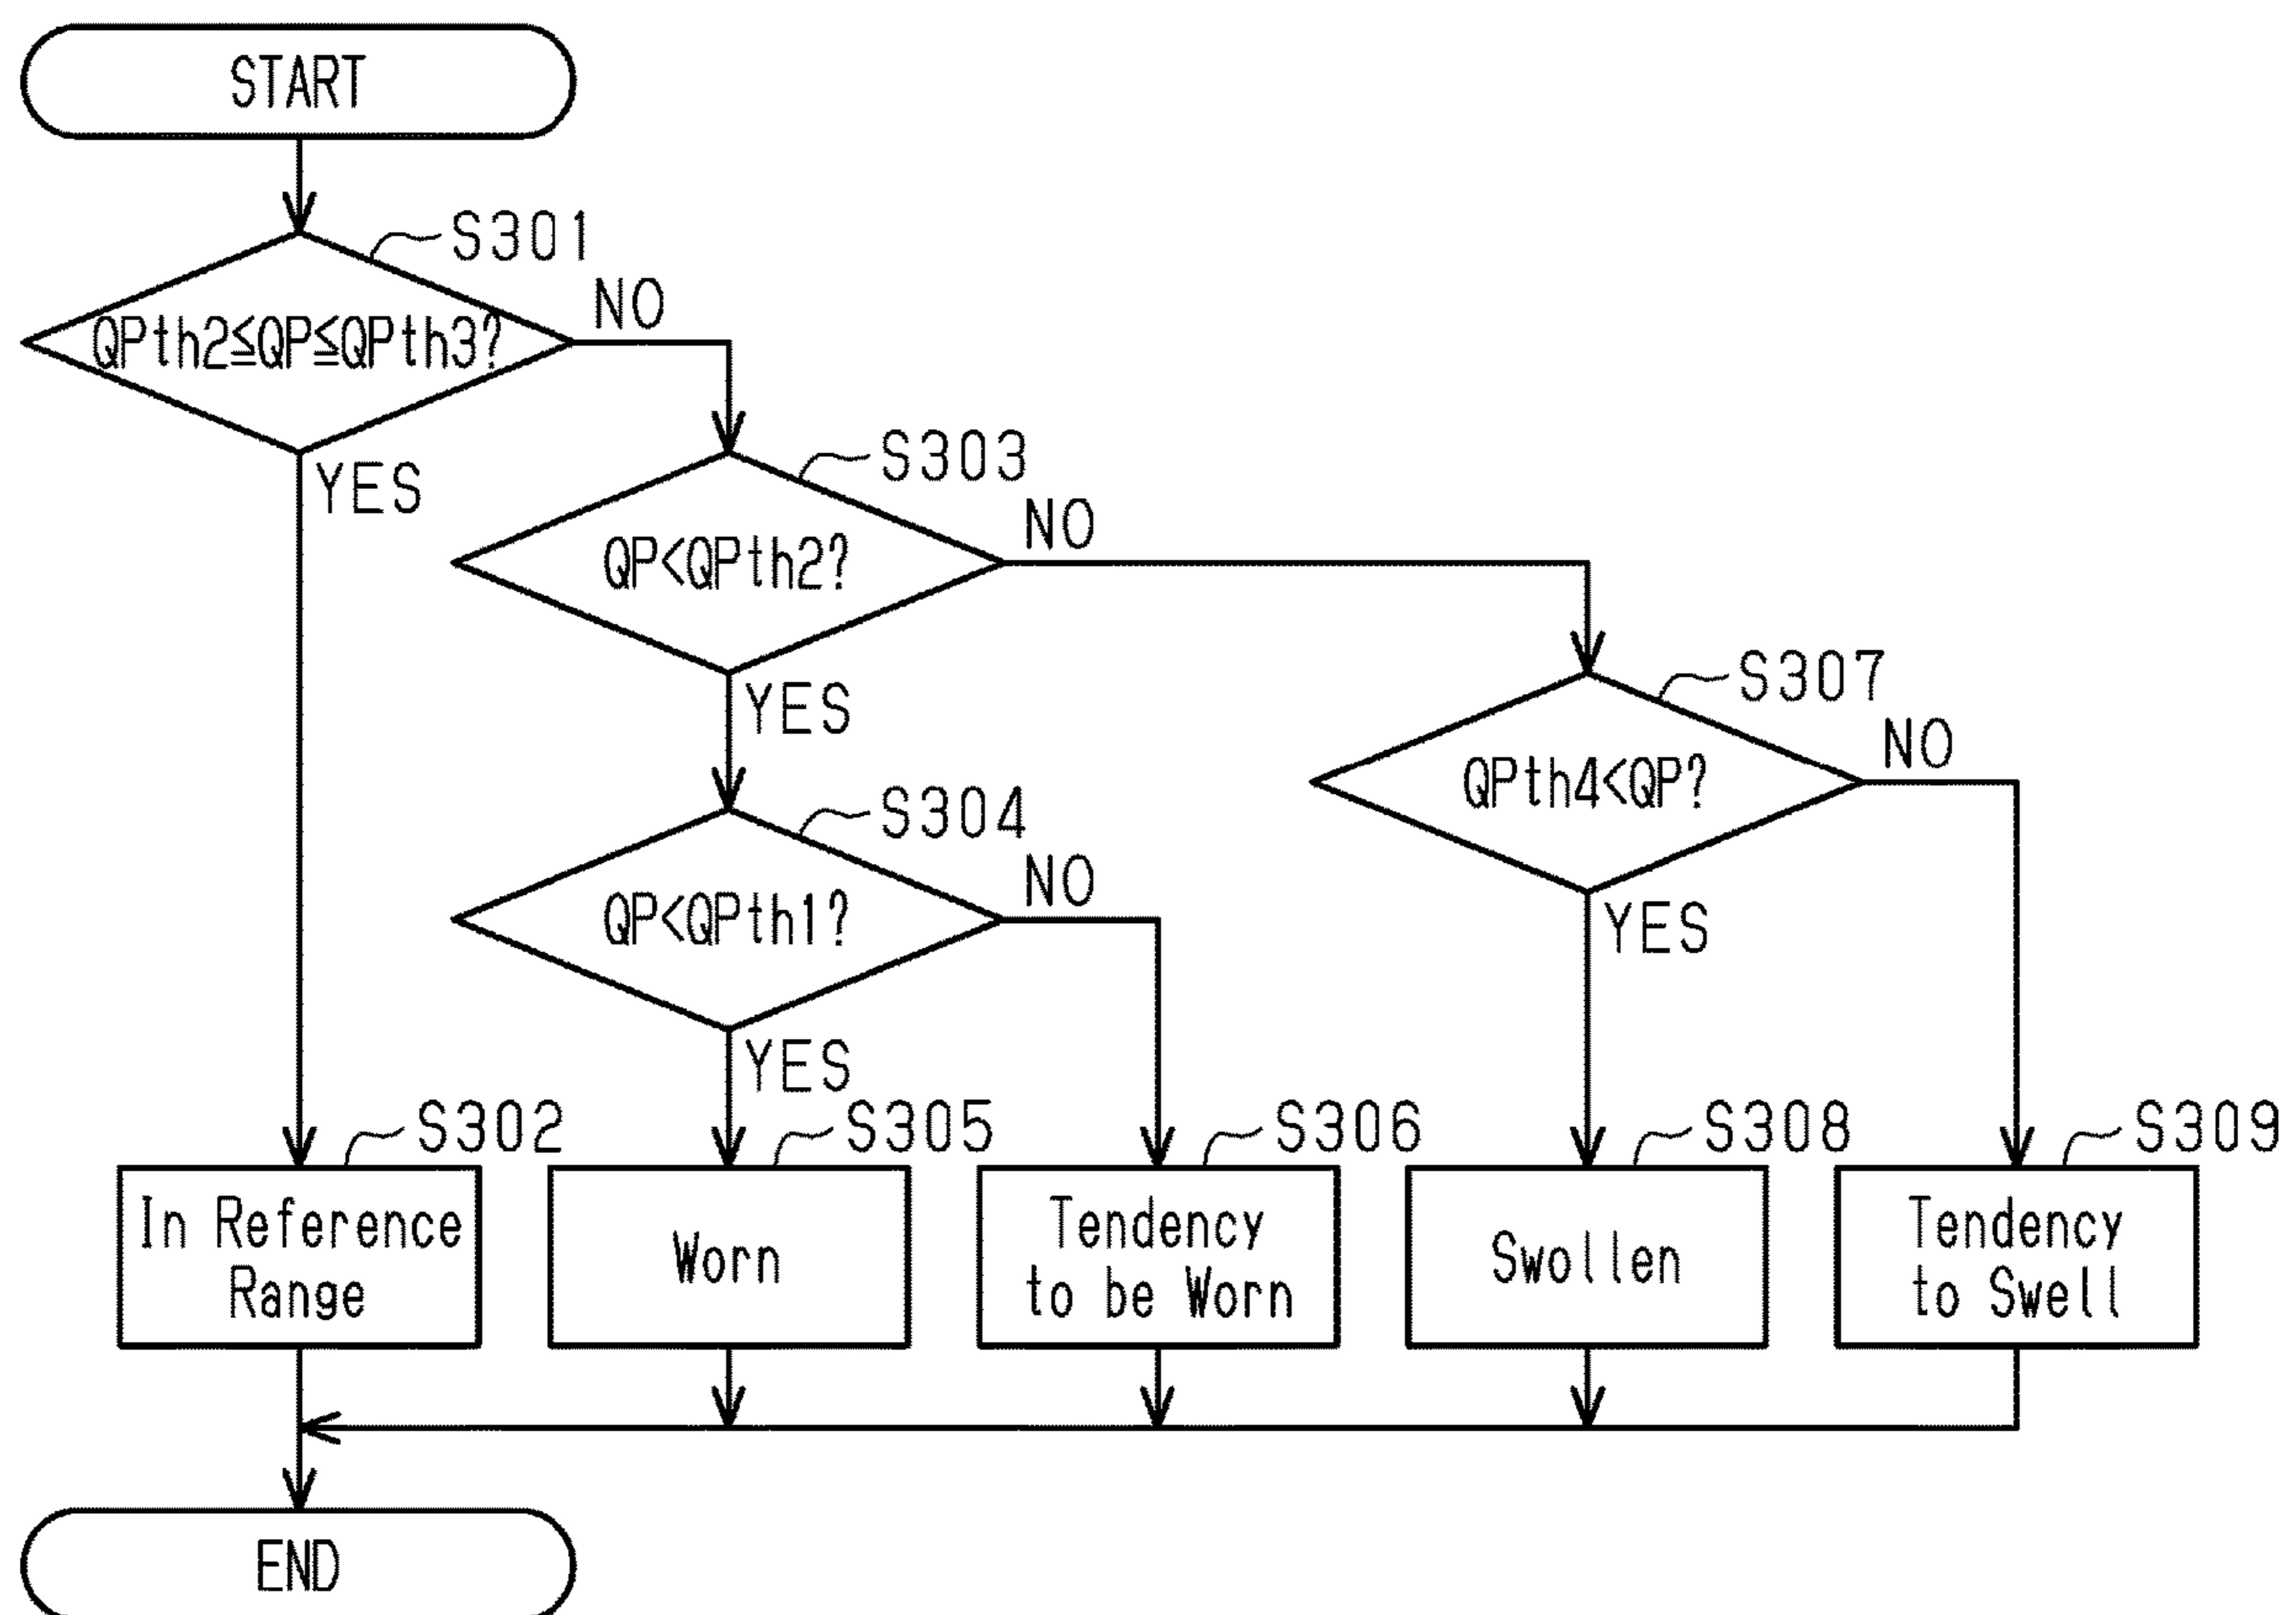 START
S301
QPth2≦QP≦QPth3?
NO
YES
S303
QP<QPth2?
NO
YES
S307
QPth4<QP?
NO
YES
S304
QP<QPth1?
NO
YES
S302
In Reference
Range
S305
Worn
S306
Tendency
to be Worn
S308
Swollen
S309
Tendency
to Swell
END